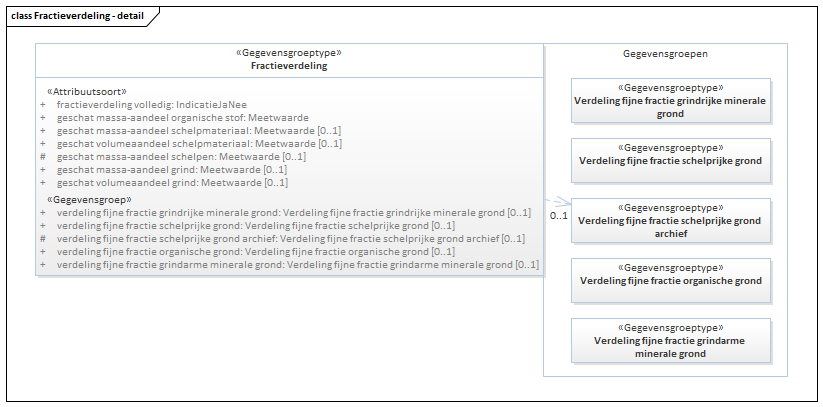 class Fractieverdeling - detail
«Gegevensgroeptype»
Fractieverdeling
«Attribuutsoort»
+ fractieverdeling volledig: IndicatieJaNee
+ geschat massa-aandeel organische stof: Meetwaarde
+ geschat massa-aandeel schelpmateriaal: Meetwaarde [0..1]
+ geschat volumeaandeel schelpmateriaal: Meetwaarde [0..1]
# geschat massa-aandeel schelpen: Meetwaarde [0..1]
+ geschat massa-aandeel grind: Meetwaarde [0..1]
+ geschat volumeaandeel grind: Meetwaarde [0..1]
«Gegevensgroep»
+ verdeling fijne fractie grindrijke minerale grond: Verdeling fijne fractie grindrijke minerale grond [0..1]
+ verdeling fijne fractie schelprijke grond: Verdeling fijne fractie schelprijke grond [0..1]
# verdeling fijne fractie schelprijke grond archief: Verdeling fijne fractie schelprijke grond archief [0..1]
+ verdeling fijne fractie organische grond: Verdeling fijne fractie organische grond [0..1]
+ verdeling fijne fractie grindarme minerale grond: Verdeling fijne fractie grindarme minerale grond [0..1]
0..1
Gegevensgroepen
«Gegevensgroeptype»
Verdeling fijne fractie grindrijke minerale
grond
«Gegevensgroeptype»
Verdeling fijne fractie schelprijke grond
«Gegevensgroeptype»
Verdeling fijne fractie schelprijke grond
archief
«Gegevensgroeptype»
Verdeling fijne fractie organische grond
«Gegevensgroeptype»
Verdeling fijne fractie grindarme
minerale grond